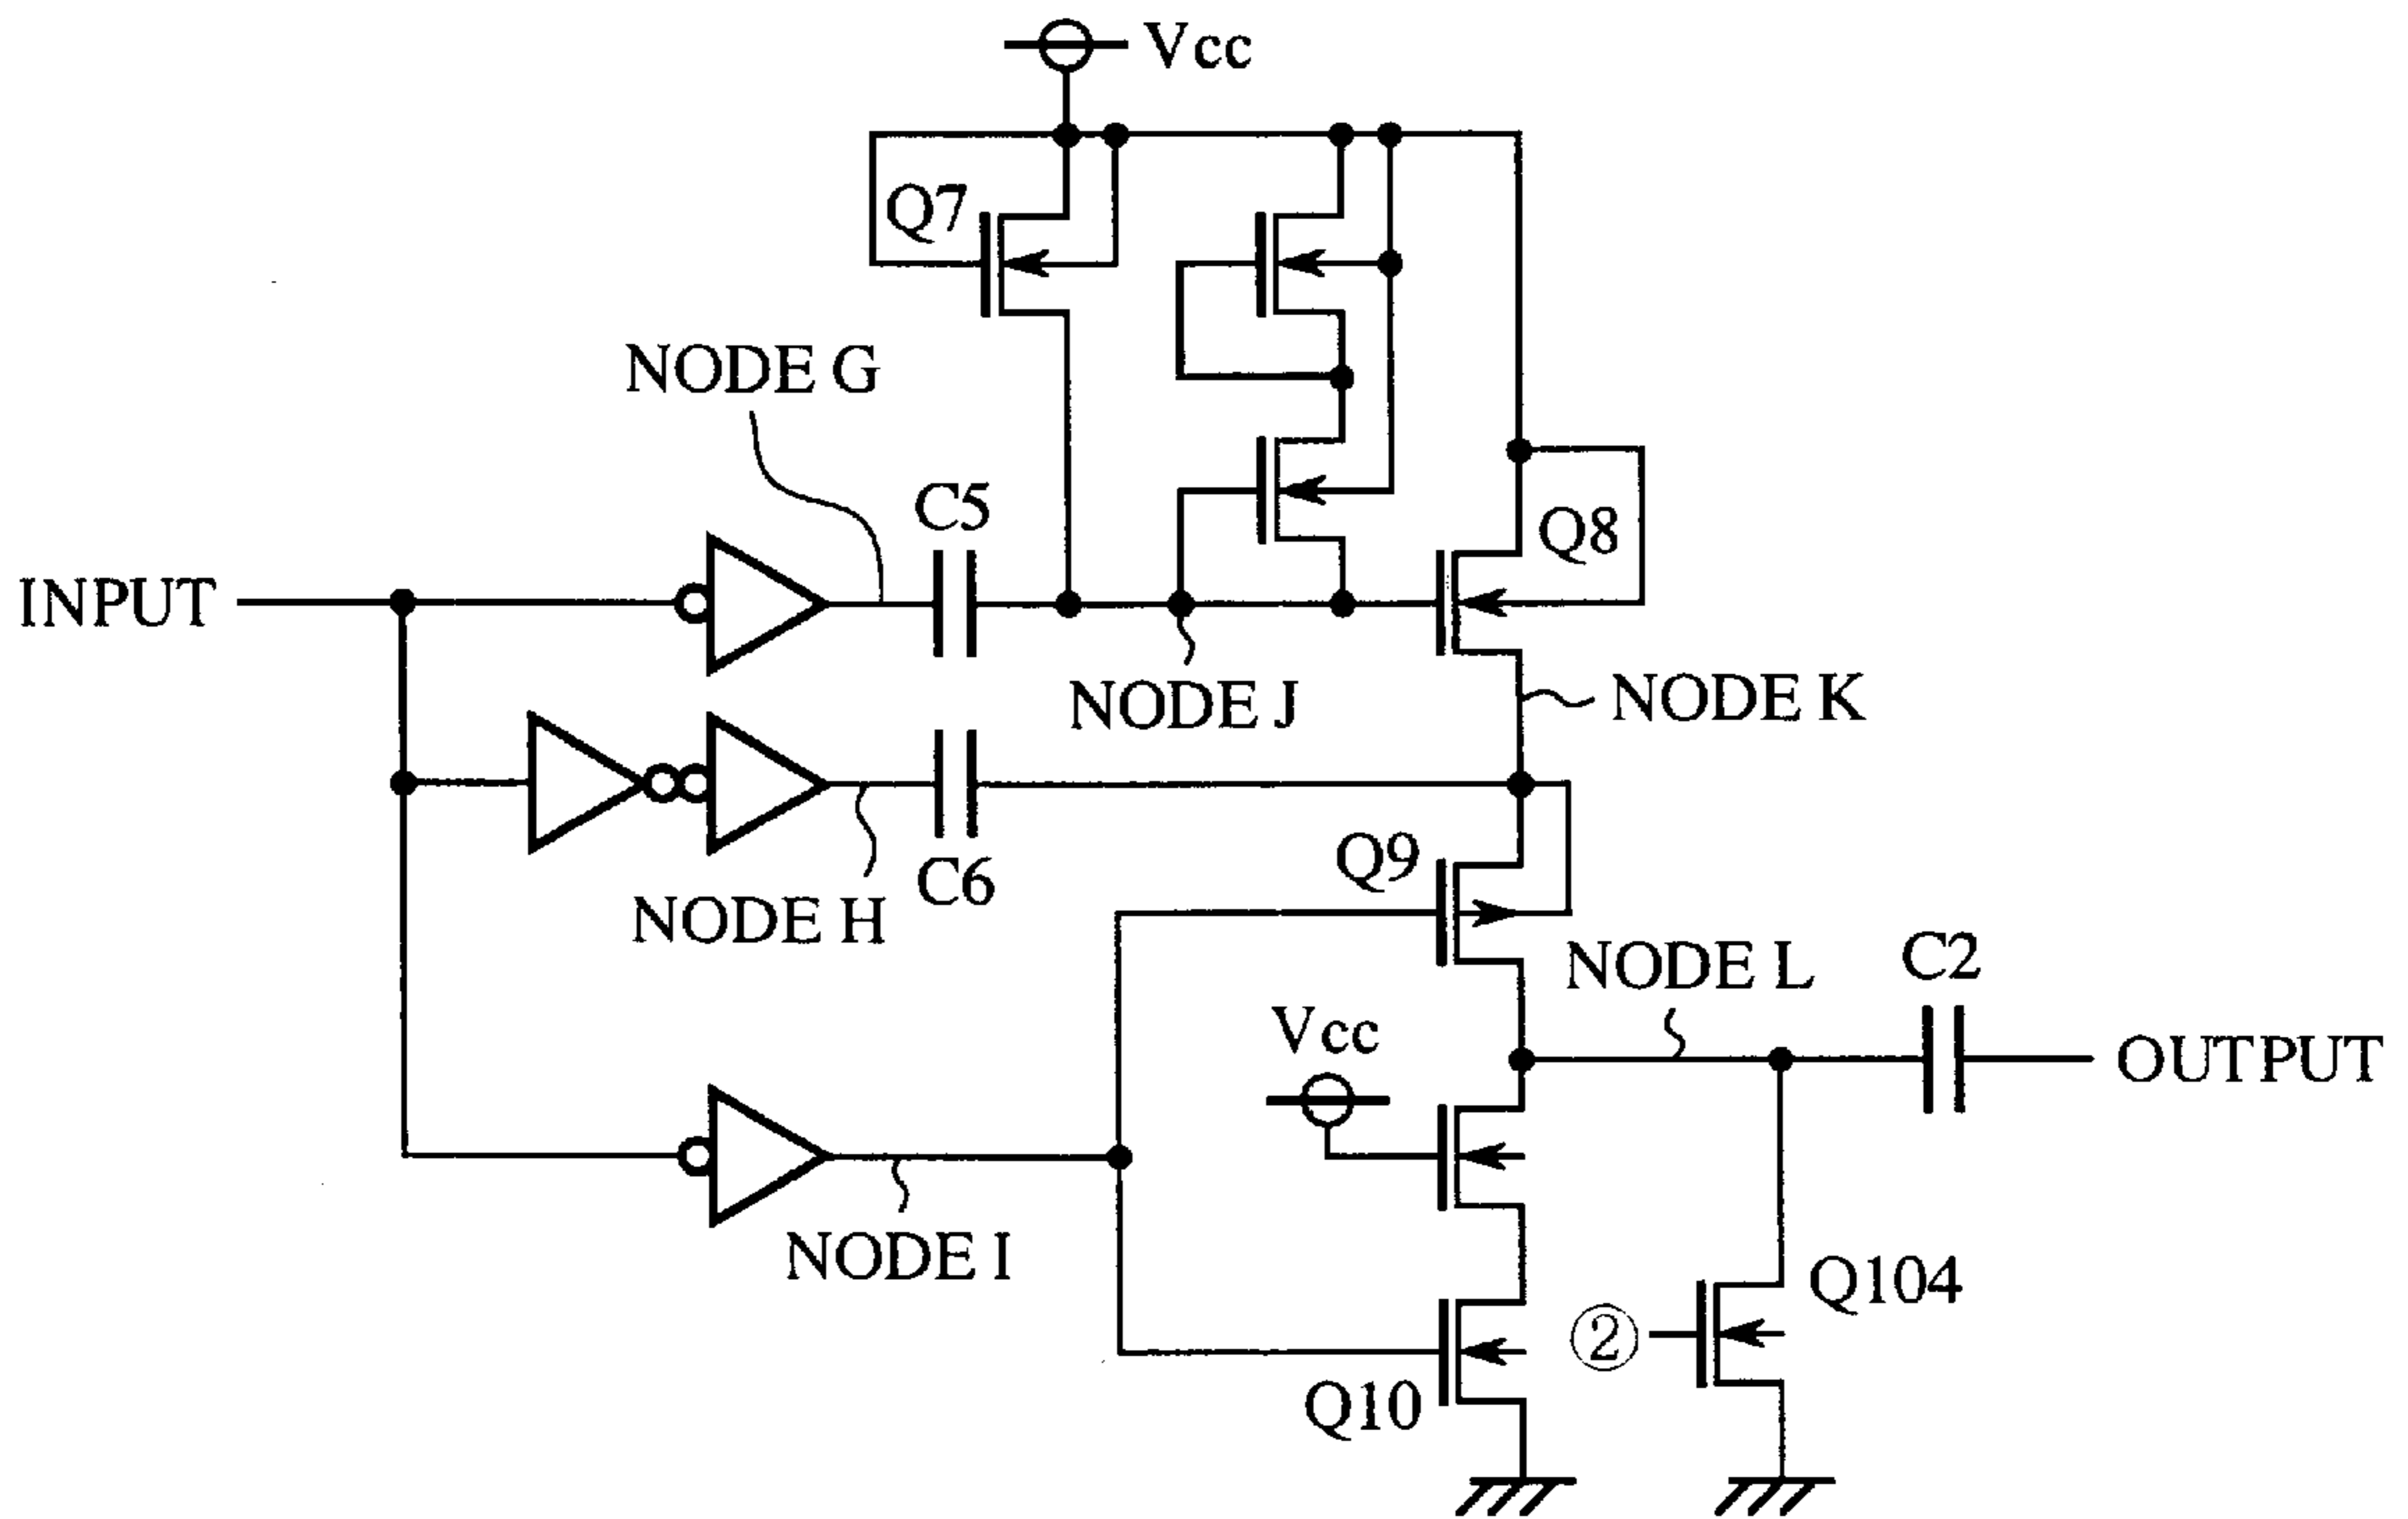 Vcc
Q7
NODE G
C5
Q8
INPUT
NODE J
NODE K
C6
Q9
NODE H
NODE L
C2
Vcc
OUTPUT
NODE I
Q104
②
Q10